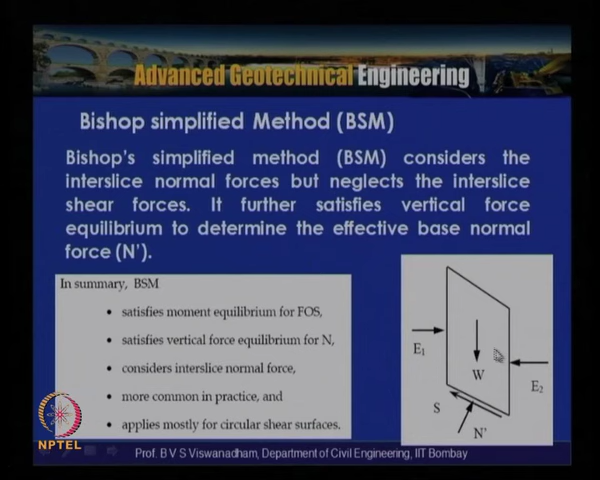 Advanced Geotechnical Engineering
Bishop simplified Method (BSM)
Bishop's simplified method (BSM) considers the
interslice normal forces but neglects the interslice
shear forces. It further satisfies vertical force
equilibrium to determine the effective base normal
force (N').
In summary, BSM
• satisfies moment equilibrium for FOS,
• satisfies vertical force equilibrium for N,
• considers interslice normal force,
• more common in practice, and
• applies mostly for circular shear surfaces.
E1
W
E2
S
N'
NPTEL
Prof. B V S Viswanadham, Department of Civil Engineering, IIT Bombay